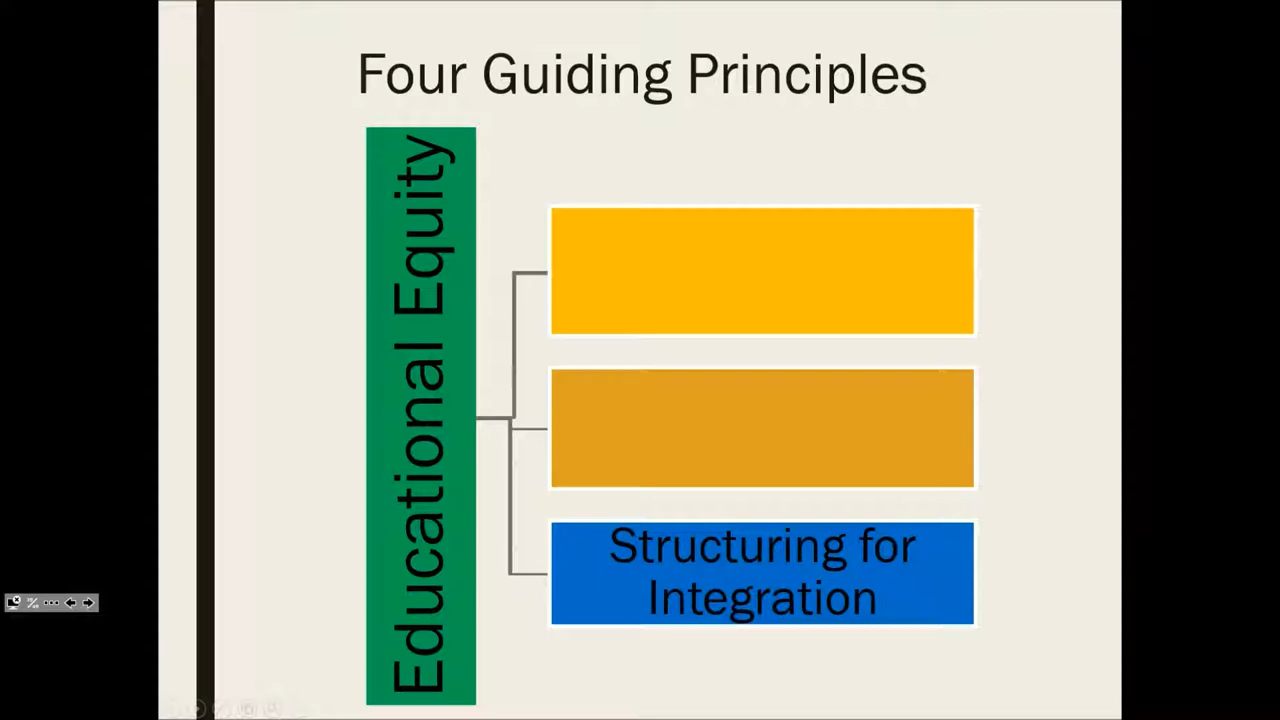 Four Guiding Principles
Educational Equity
Structuring for
Integration